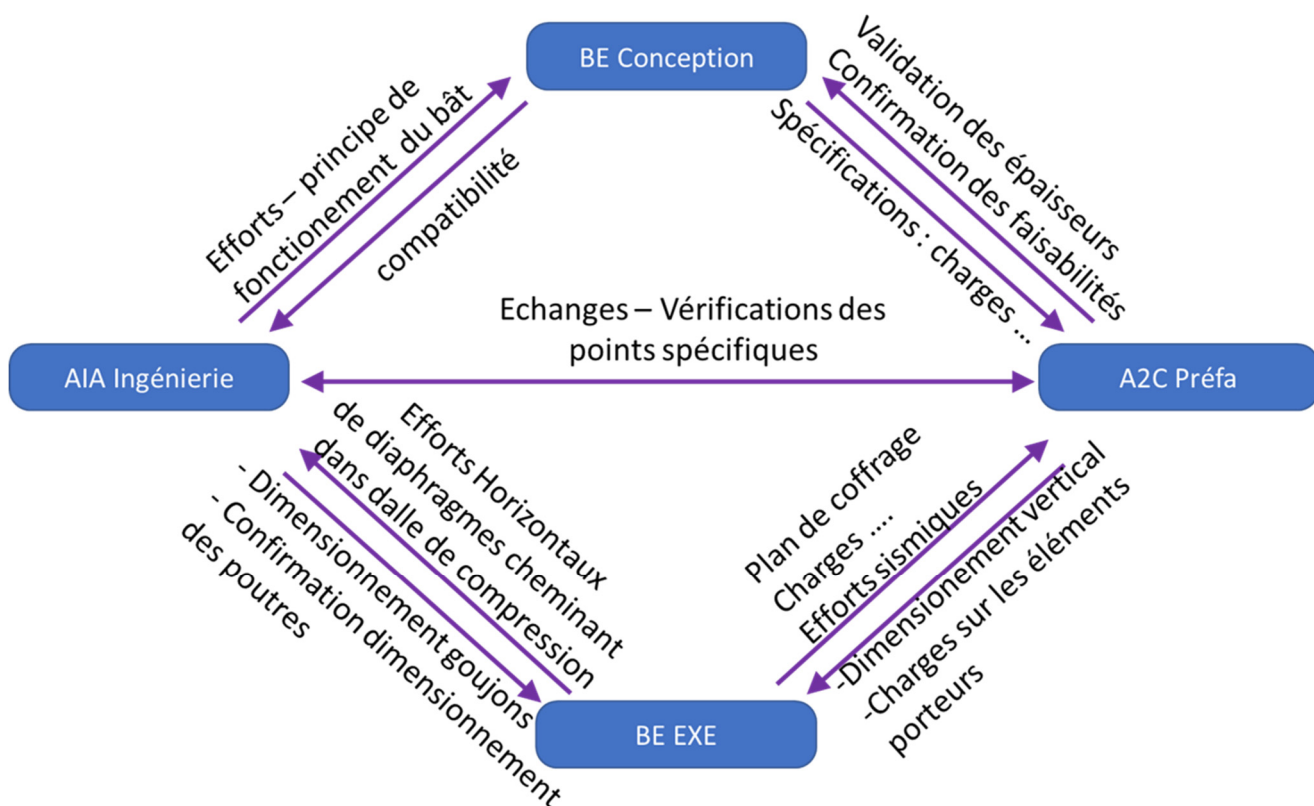 BE Conception
Efforts – principe de
fonctionement du bât
compatibilité
Validation des épaisseurs
Confirmation des faisabilités
Spécifications : charges ...
Echanges – Vérifications des
points spécifiques
AIA Ingénierie
A2C Préfa
Efforts Horizontaux
de diaphragmes cheminant
dans dalle de compression
- Dimensionnement goujons
- Confirmation dimensionnement
des poutres
Plan de coffrage
Charges ....
Efforts sismiques
-Dimensionement vertical
-Charges sur les éléments
porteurs
BE EXE